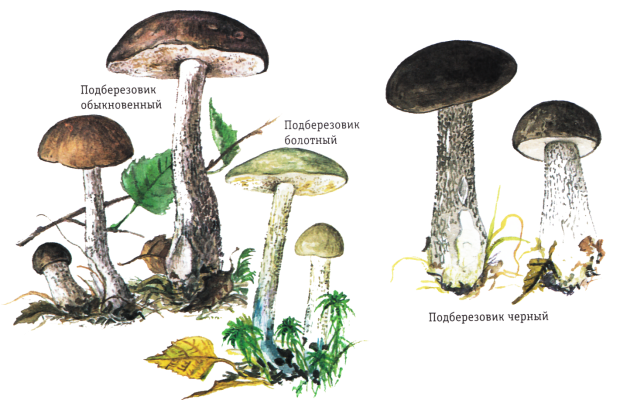 Подберезовик
обыкновенный
Подберезовик
болотный
Подберезовик черный